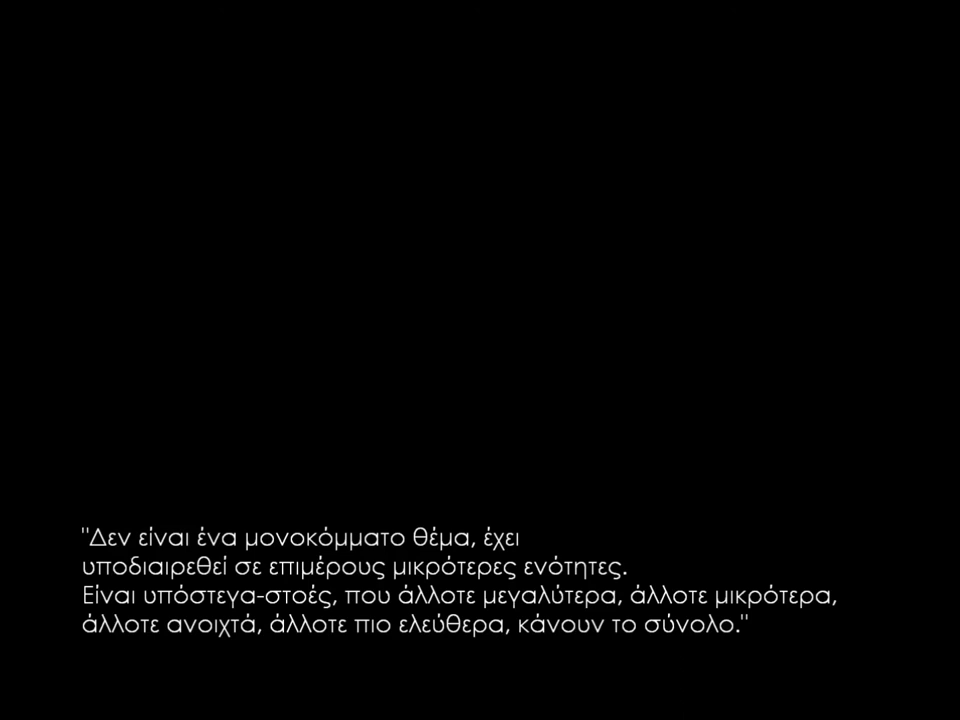 "Δεν είναι ένα μονοκόμματο θέμα, έχει
υποδιαιρεθεί σε επιμέρους μικρότερες ενότητες.
Είναι υπόστεγα-στοές, που άλλοτε μεγαλύτερα, άλλοτε μικρότερα,
άλλοτε ανοιχτά, άλλοτε πιο ελεύθερα, κάνουν το σύνολο."